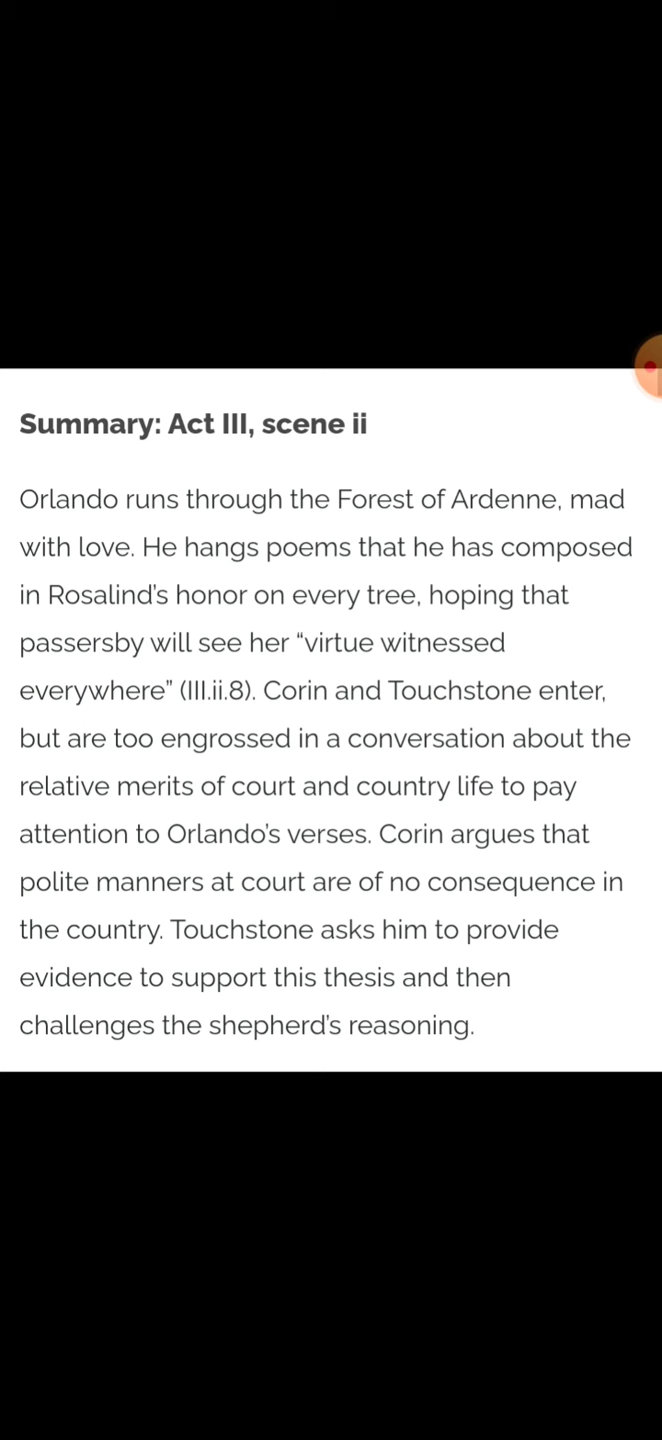 Summary: Act III, scene ii
Orlando runs through the Forest of Ardenne, mad
with love. He hangs poems that he has composed
in Rosalind’s honor on every tree, hoping that
passersby will see her “virtue witnessed
everywhere” (III.ii.8). Corin and Touchstone enter,
but are too engrossed in a conversation about the
relative merits of court and country life to pay
attention to Orlando’s verses. Corin argues that
polite manners at court are of no consequence in
the country. Touchstone asks him to provide
evidence to support this thesis and then
challenges the shepherd’s reasoning.